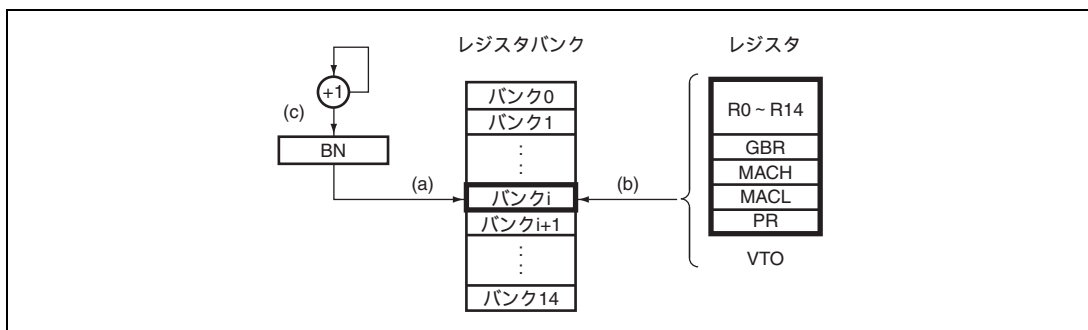 レジスタバンク
レジスタ
+1
(c)
BN
(a)
バンク0
バンク1
:
:
バンクi
バンクi+1
:
:
バンク14
(b)
R0 ~ R14
GBR
MACH
MACL
PR
VTO